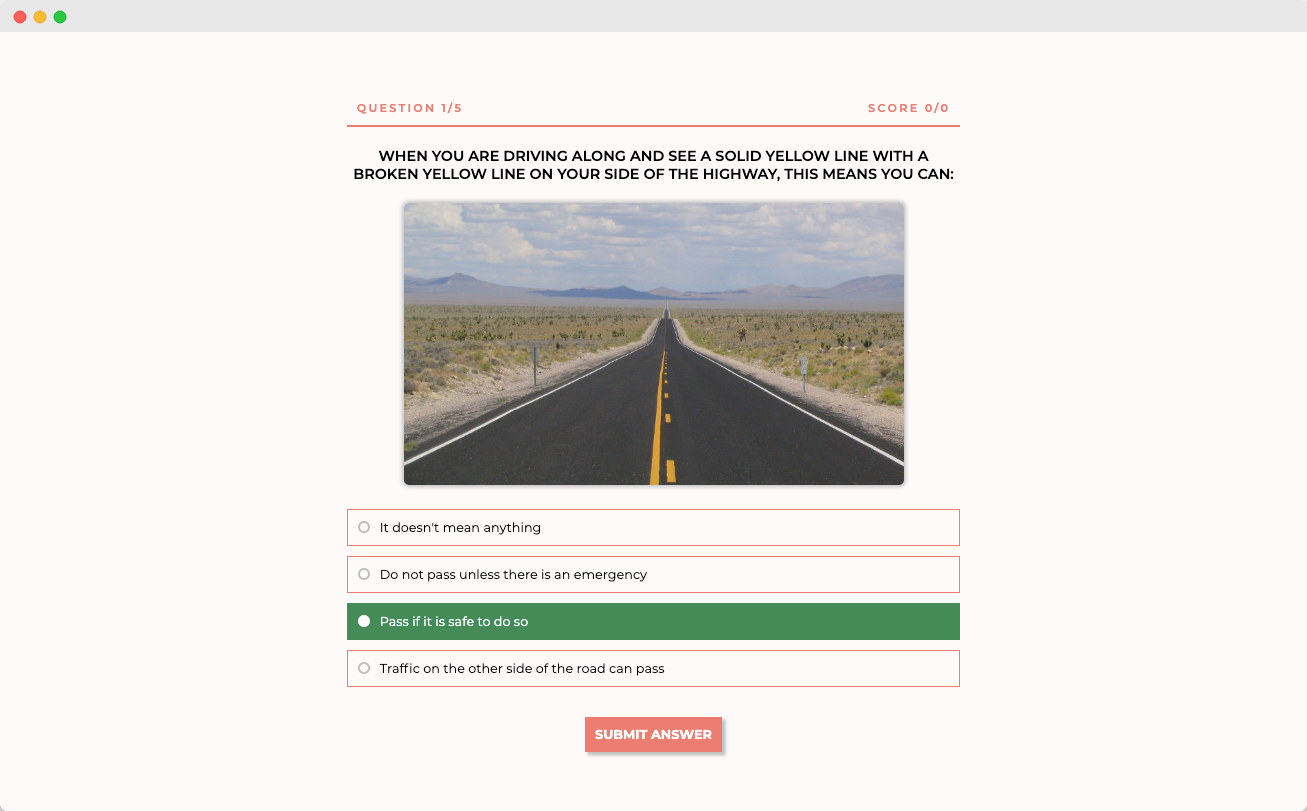 QUESTION 1/5
SCORE 0/0
WHEN YOU ARE DRIVING ALONG AND SEE A SOLID YELLOW LINE WITH A
BROKEN YELLOW LINE ON YOUR SIDE OF THE HIGHWAY, THIS MEANS YOU CAN:
It doesn't mean anything
Do not pass unless there is an emergency
Pass if it is safe to do so
Traffic on the other side of the road can pass
SUBMIT ANSWER